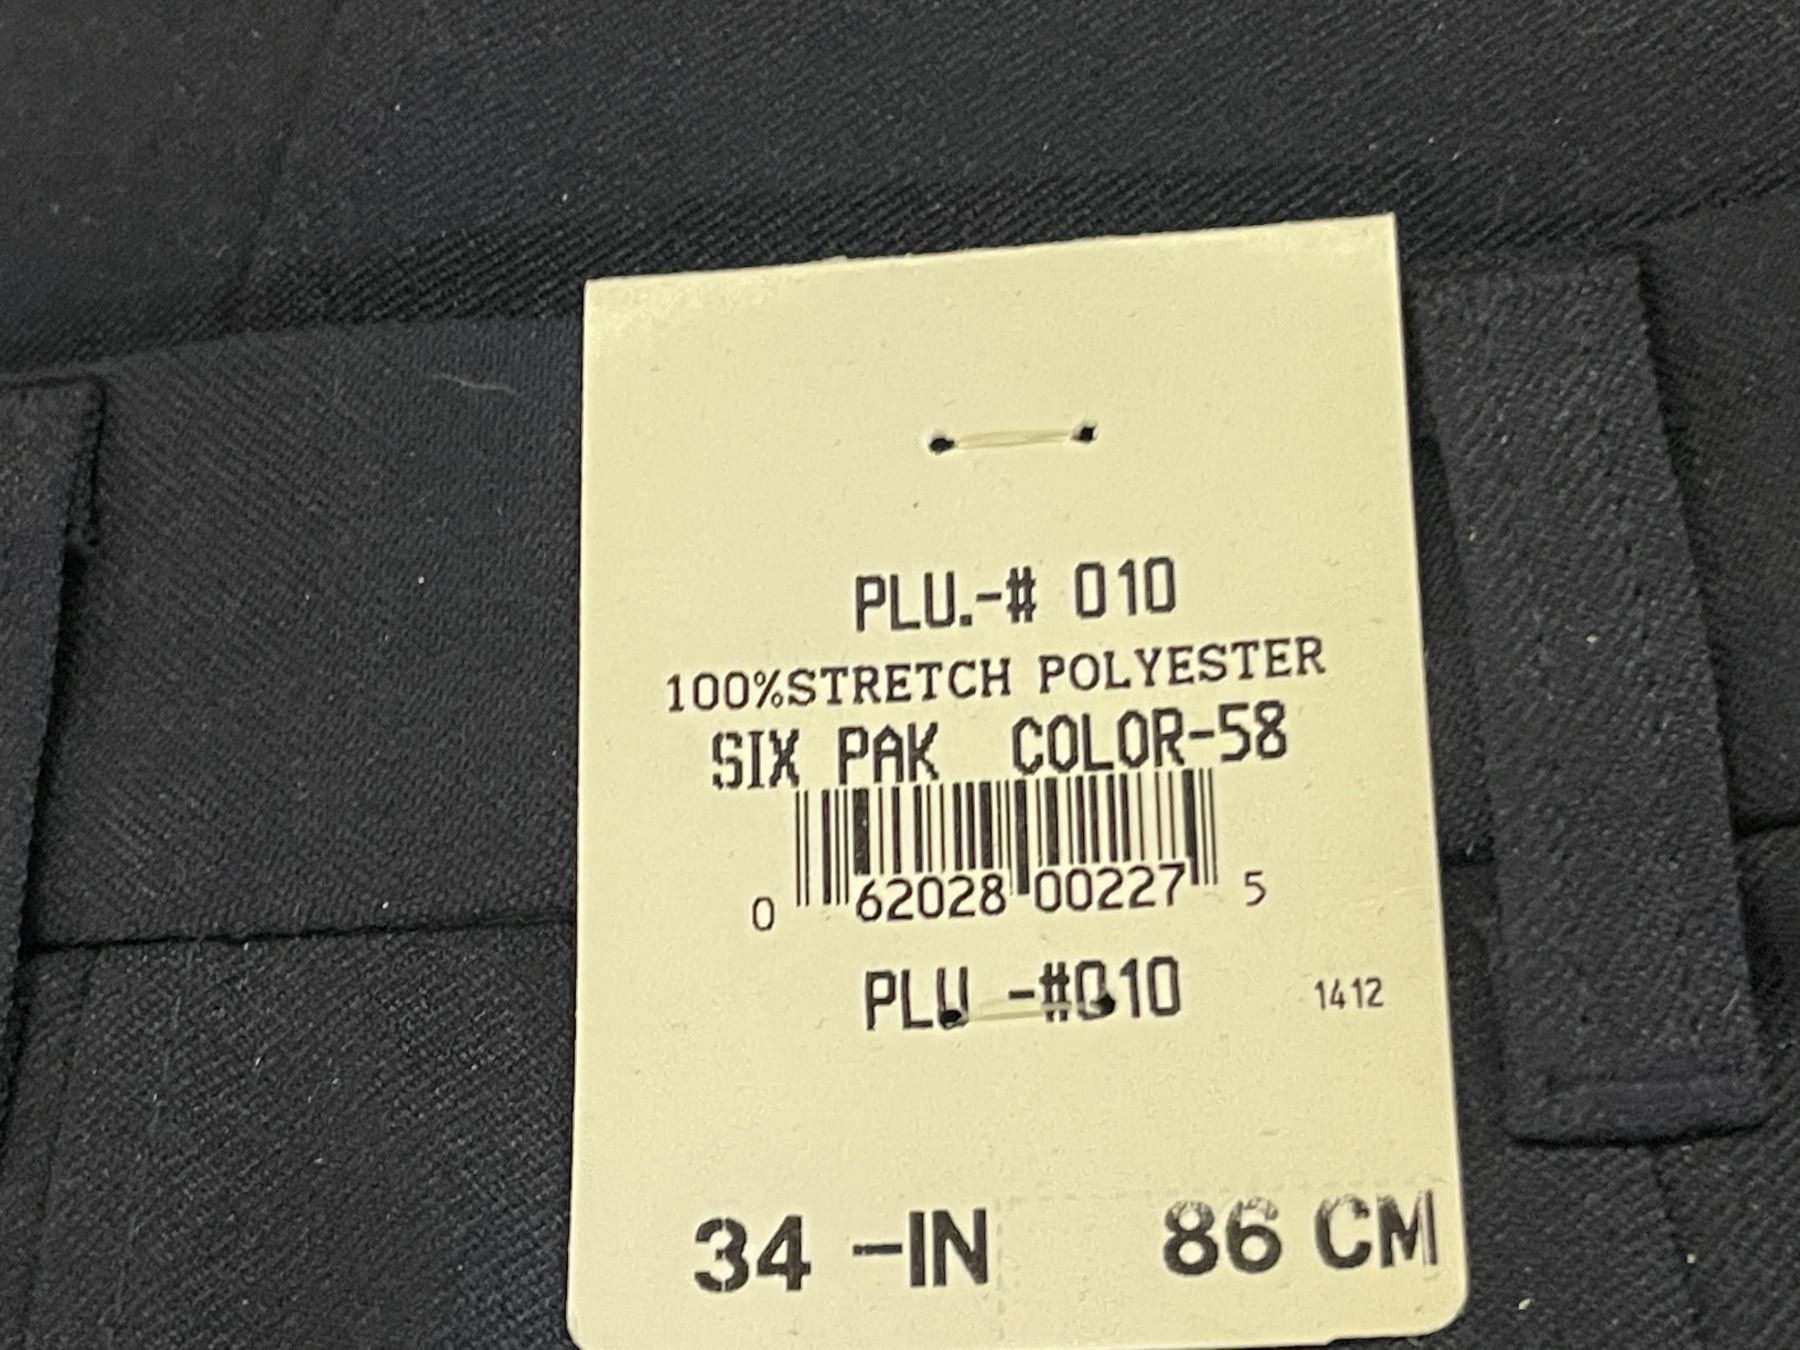 PLU.-# 010
100%STRETCH POLYESTER
SIX PAK COLOR-58
0 62028 00227 5
PLU -#010 1412
34 -IN 86 CM